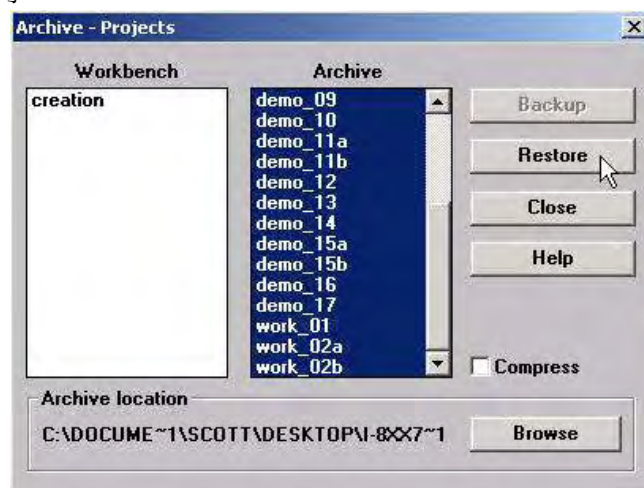 Archive - Projects
Workbench
Archive
creation
demo_09
demo_10
demo_11a
demo_11b
demo_12
demo_13
demo_14
demo_15a
demo_15b
demo_16
demo_17
work_01
work_02a
work_02b
Backup
Restore
Close
Help
Compress
Archive location
C:\DOCUME~1\SCOTT\DESKTOP\I-8XX7~1
Browse